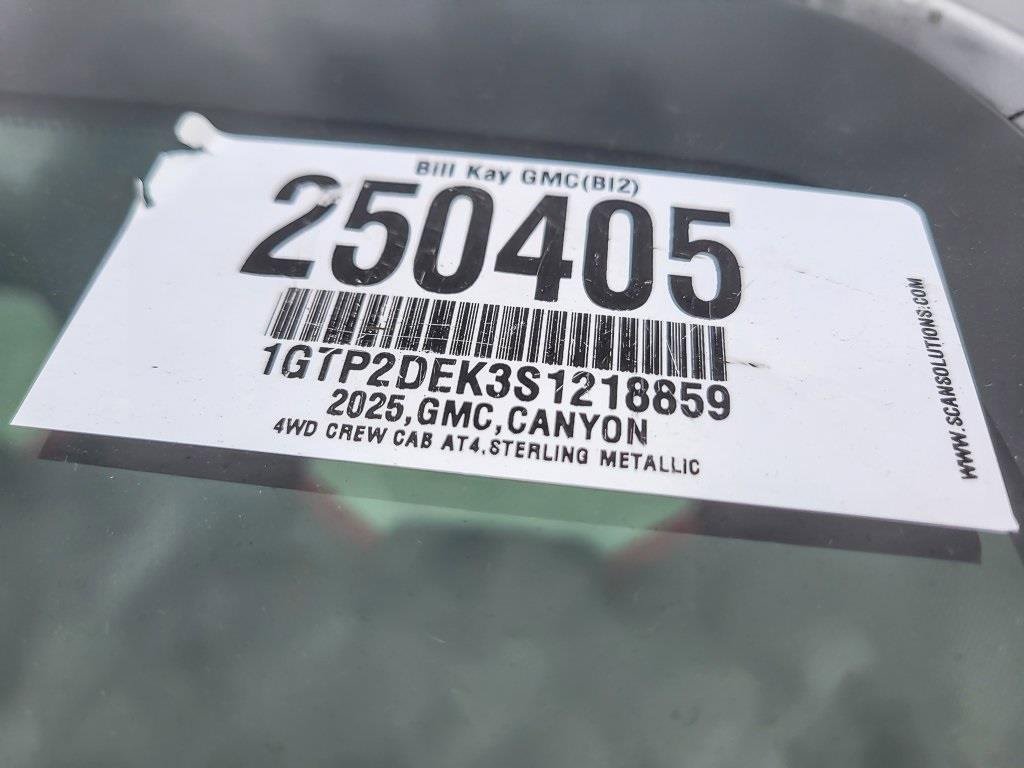 Bill Kay GMC(BI2)
250405
1GTP2DEK3S1218859
2025,GMC,CANYON
4WD CREW CAB AT4,STERLING METALLIC
WWW.SCANSOLUTIONS.COM